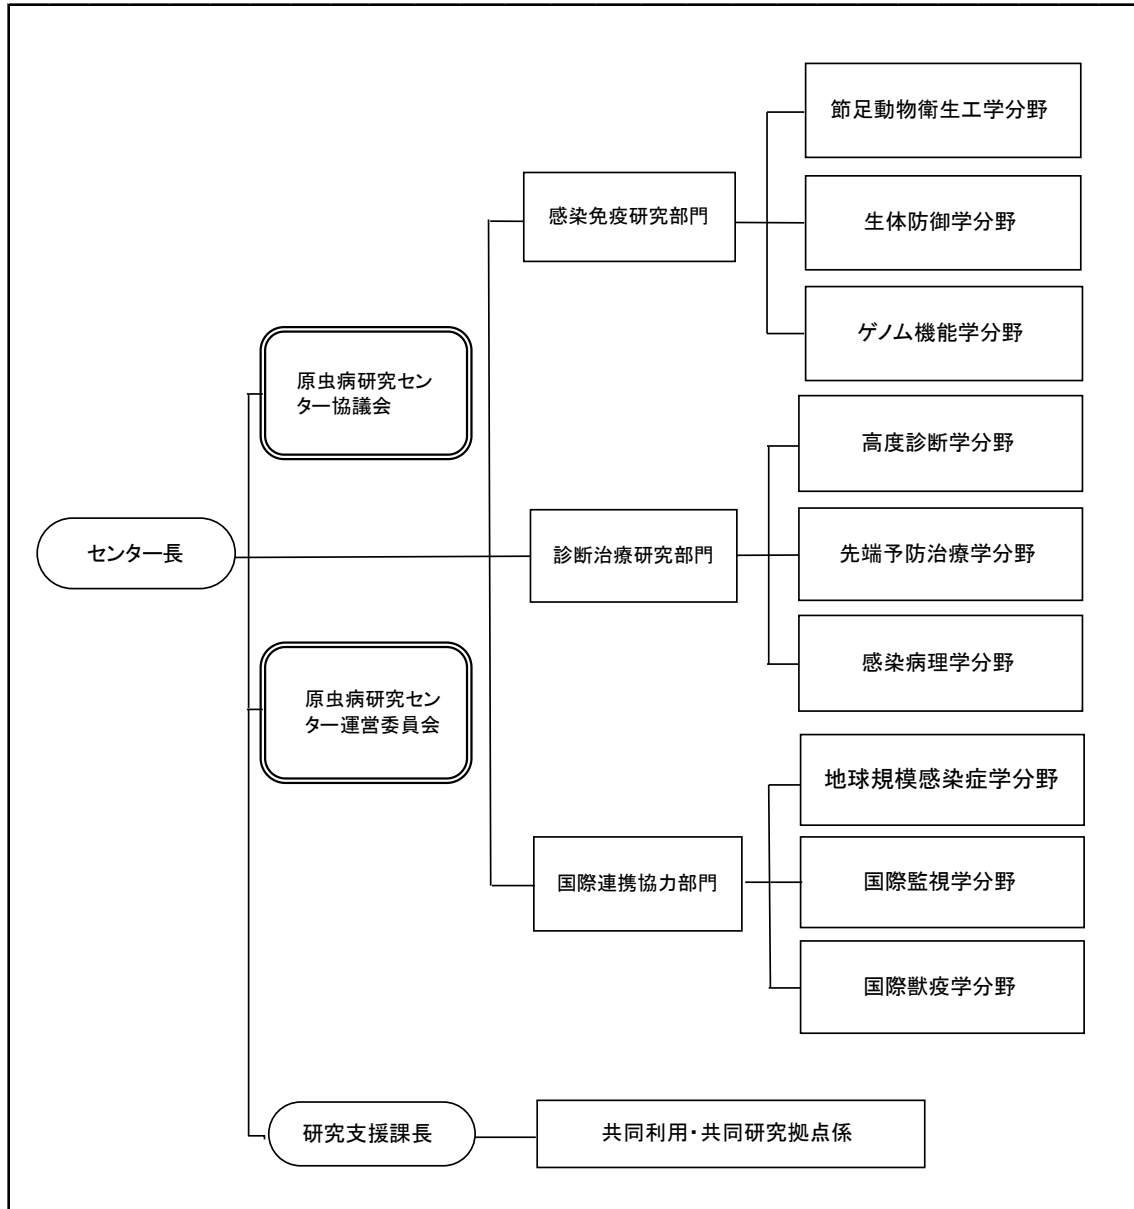 センター長
原虫病研究セン
ター協議会
原虫病研究セン
ター運営委員会
感染免疫研究部門
節足動物衛生工学分野
生体防御学分野
ゲノム機能学分野
診断治療研究部門
高度診断学分野
先端予防治療学分野
感染病理学分野
国際連携協力部門
地球規模感染症学分野
国際監視学分野
国際獣疫学分野
研究支援課長
共同利用・共同研究拠点係